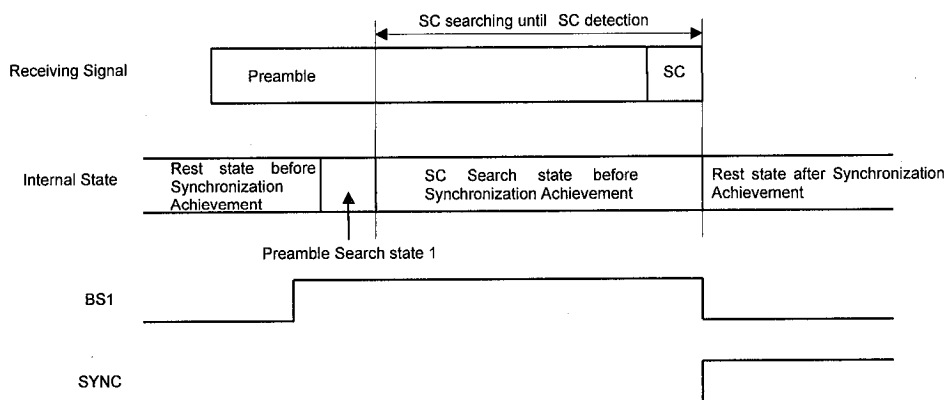 SC searching until SC detection
Receiving Signal
Preamble
SC
Internal State
Rest state before
Synchronization
Achievement
SC Search state before
Synchronization Achievement
Rest state after Synchronization
Achievement
Preamble Search state 1
BS1
SYNC